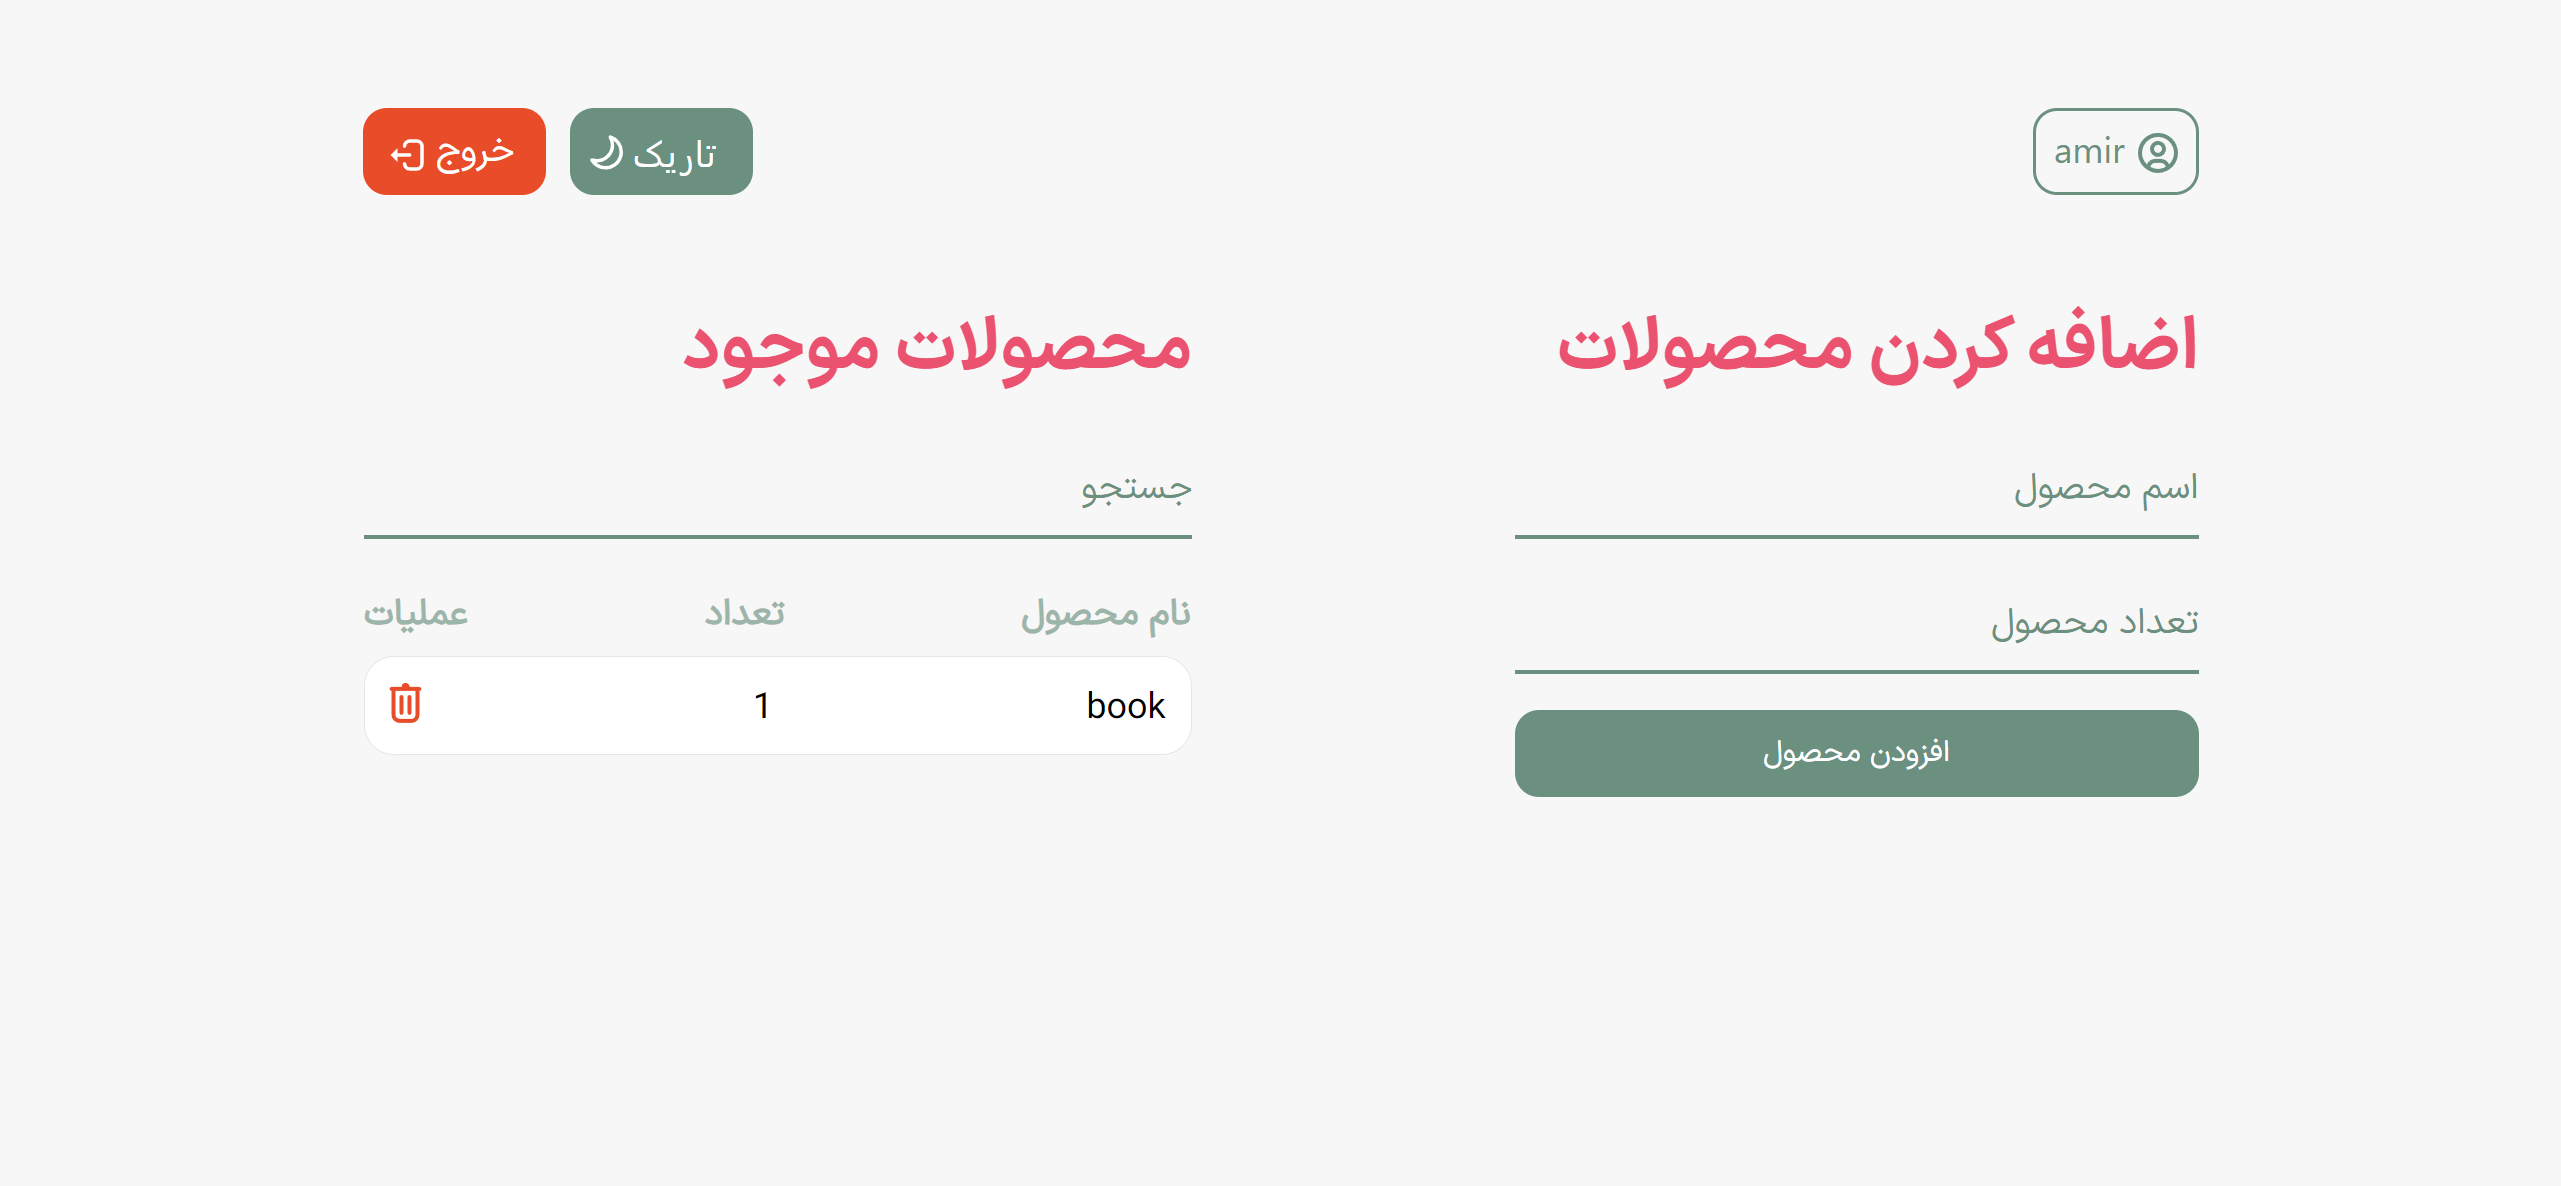 amir
تاریک
خروج
اضافه کردن محصولات
اسم محصول
تعداد محصول
افزودن محصول
محصولات موجود
جستجو
نام محصول تعداد عملیات
book 1